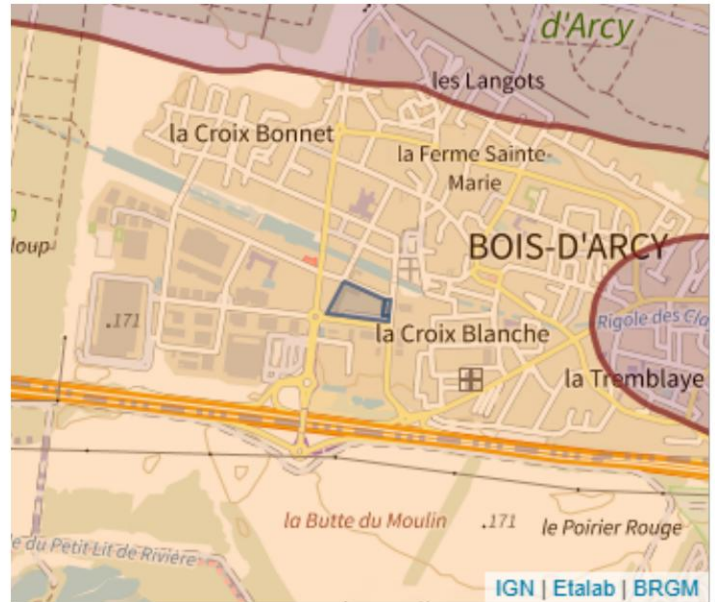 d'Arcy
les Langots
la Croix Bonnet
la Ferme Sainte-
Marie
BOIS-D'ARCY
loup
Rigole des Cla
.171
la Croix Blanche
la Tremblaye
la Butte du Moulin
.171
le Poirier Rouge
le du Petit Lit de Rivière
IGN | Etalab | BRGM